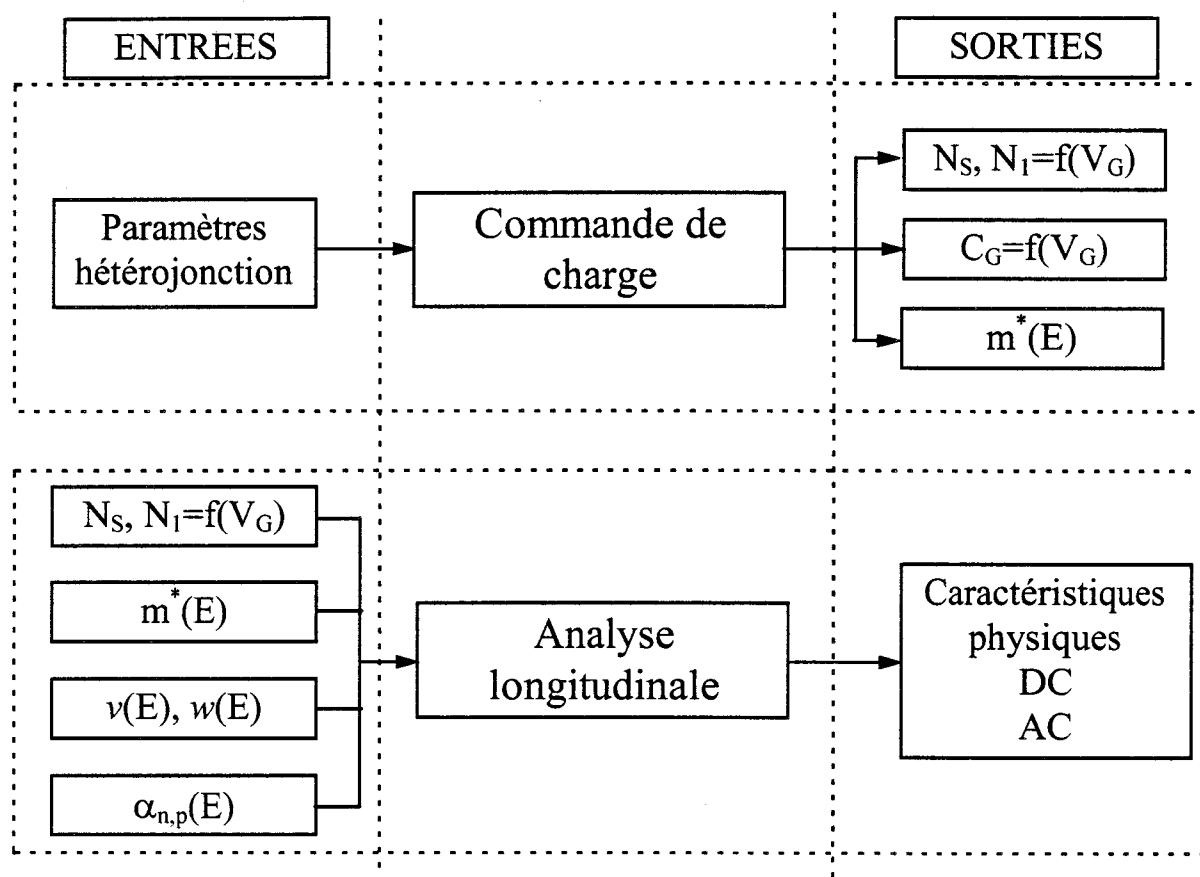 ENTREES
SORTIES
Paramètres
hétérojonction
Commande de
charge
N_S, N_1=f(V_G)
C_G=f(V_G)
m^*(E)
N_S, N_1=f(V_G)
m^*(E)
v(E), w(E)
α_{n,p}(E)
Analyse
longitudinale
Caractéristiques
physiques
DC
AC